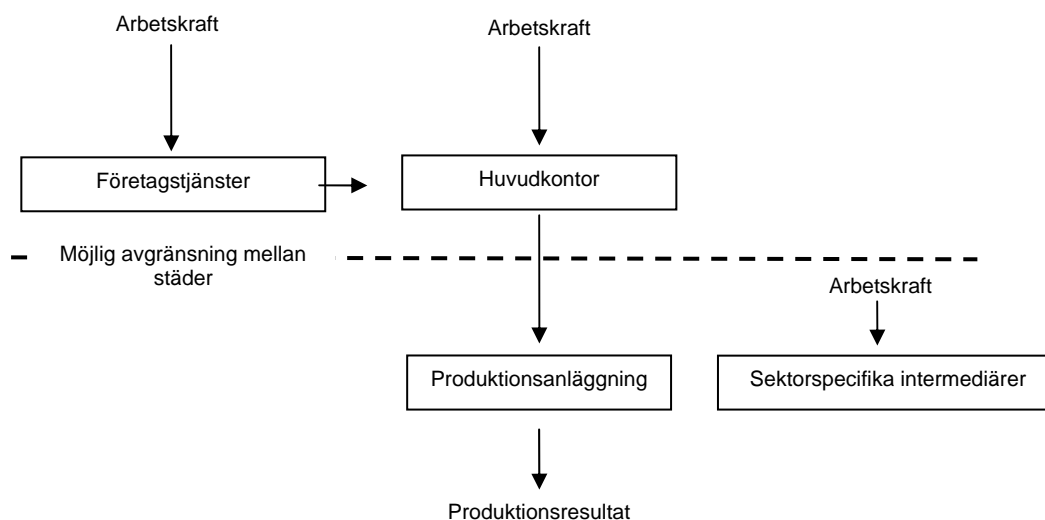 Arbetskraft
Arbetskraft
Företagstjänster
Huvudkontor
Möjlig avgränsning mellan
städer
Arbetskraft
Produktionsanläggning
Sektorspecifika intermediärer
Produktionsresultat